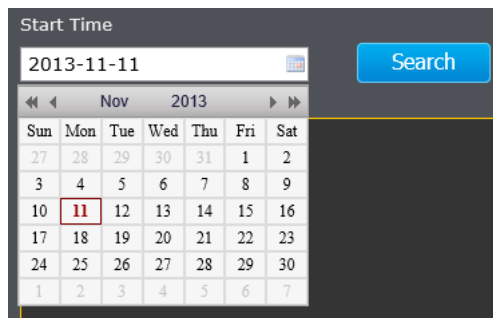 Start Time
2013-11-11
Search
Nov 2013
Sun Mon Tue Wed Thu Fri Sat
27 28 29 30 31 1 2
3 4 5 6 7 8 9
10 11 12 13 14 15 16
17 18 19 20 21 22 23
24 25 26 27 28 29 30
1 2 3 4 5 6 7